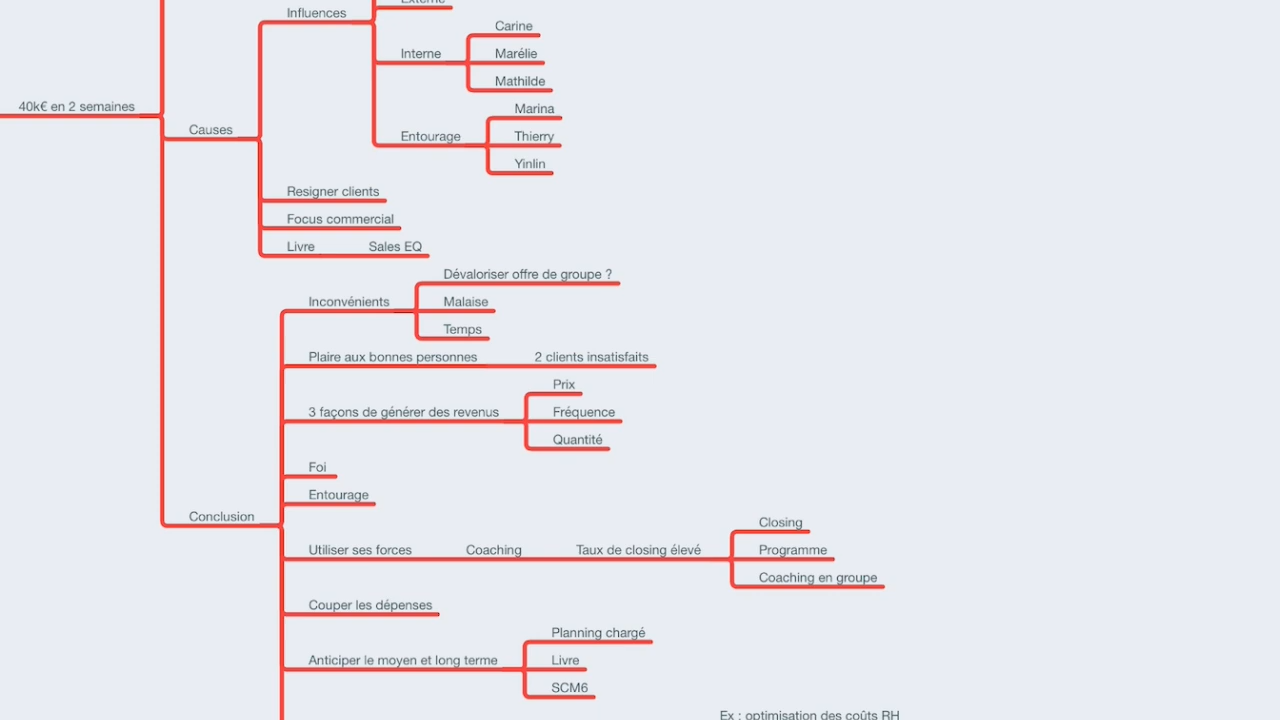 Externe
Influences
Carine
Interne
Marélie
Mathilde
Marina
40k€ en 2 semaines
Causes
Entourage
Thierry
Yinlin
Resigner clients
Focus commercial
Livre Sales EQ
Dévaloriser offre de groupe ?
Inconvénients
Malaise
Temps
Plaire aux bonnes personnes 2 clients insatisfaits
Prix
3 façons de générer des revenus
Fréquence
Quantité
Foi
Entourage
Conclusion
Closing
Utiliser ses forces Coaching Taux de closing élevé
Programme
Coaching en groupe
Couper les dépenses
Planning chargé
Anticiper le moyen et long terme
Livre
SCM6
Ex : optimisation des coûts RH